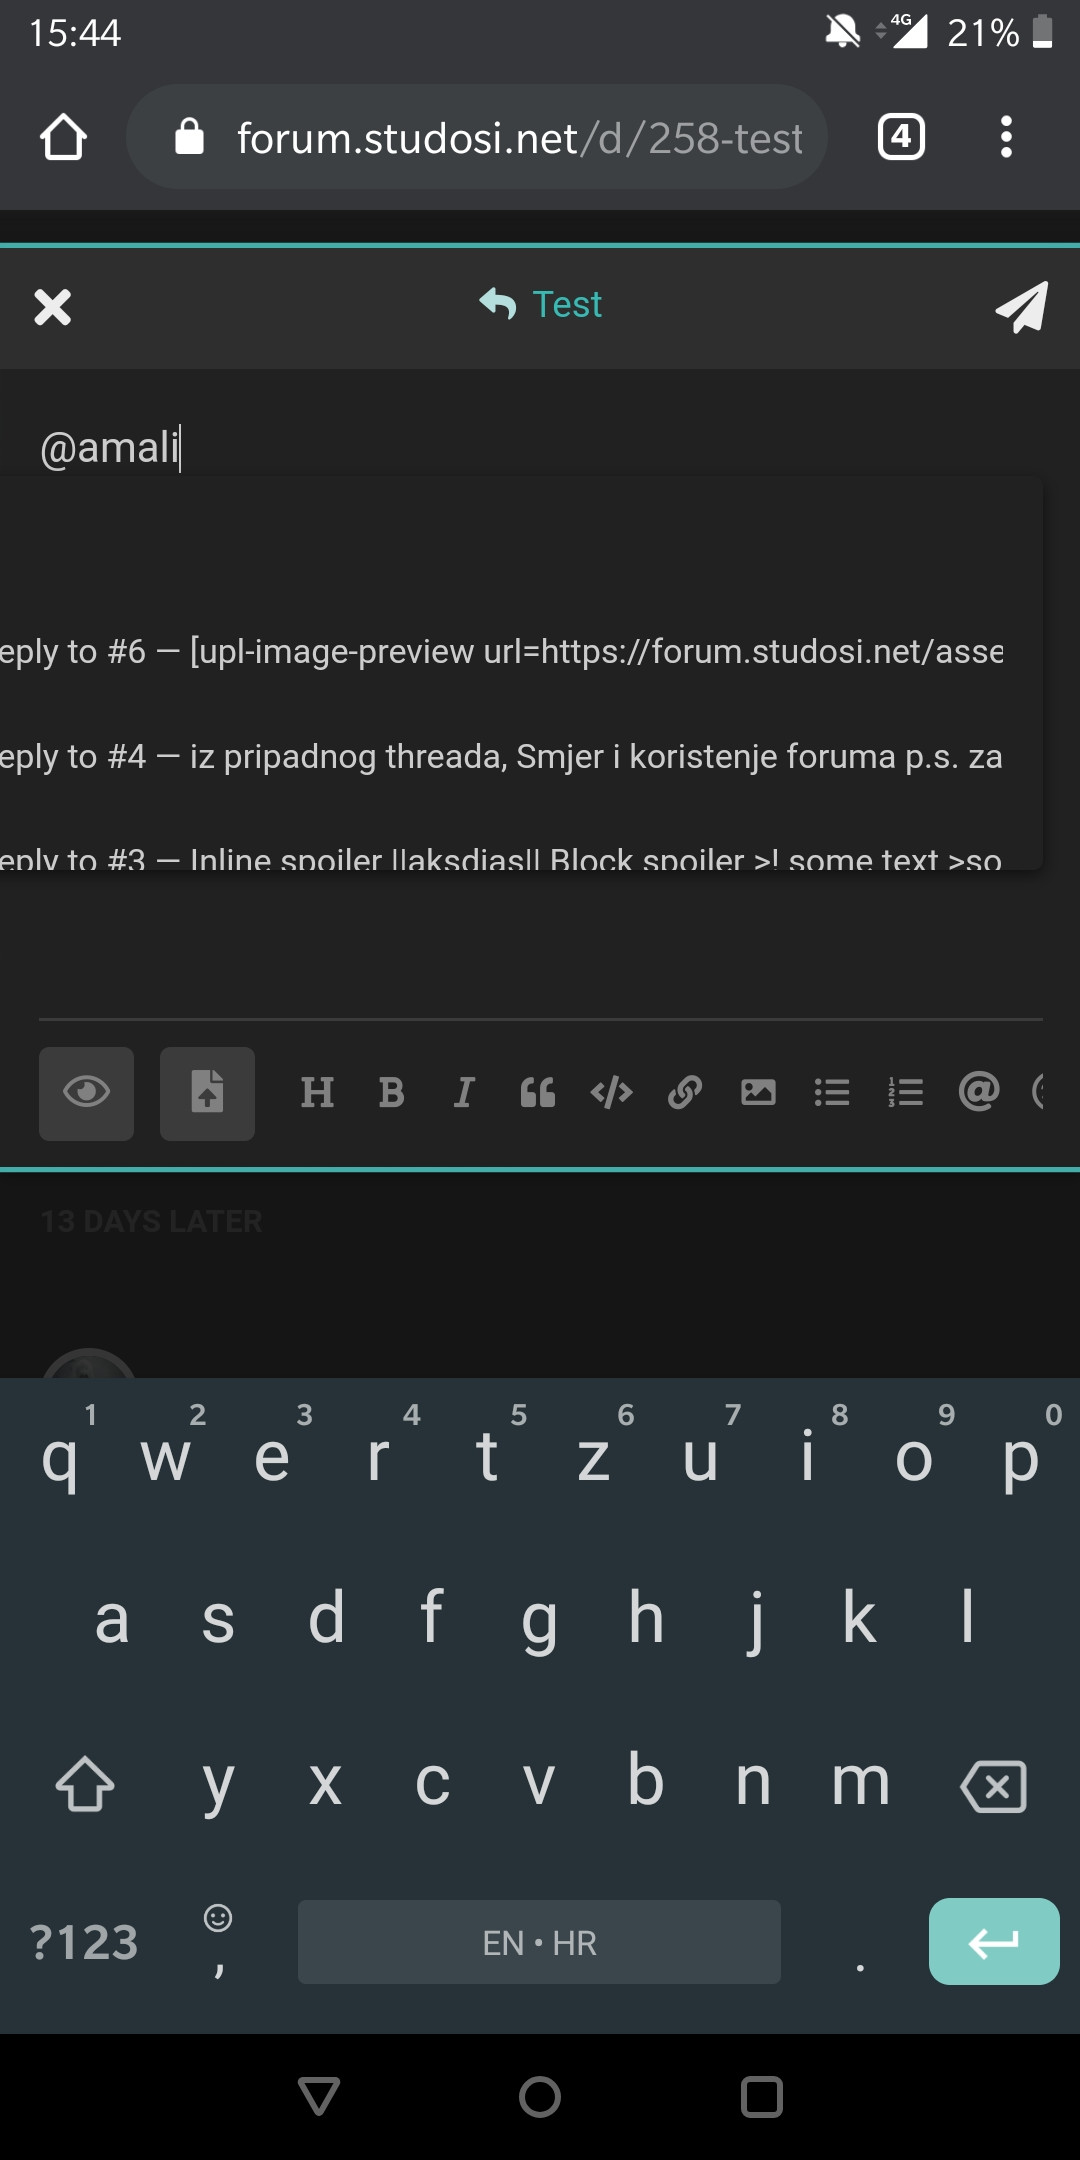 15:44
4G 21%
forum.studosi.net/d/258-test
4
Test
@amali
eply to #6 — [upl-image-preview url=https://forum.studosi.net/asse
eply to #4 — iz pripadnog threada, Smjer i koristenje foruma p.s. za
eply to #3 — Inline spoiler ||aksdjas|| Block spoiler >! some text >so
H B I @
13 DAYS LATER
1 2 3 4 5 6 7 8 9 0
q w e r t z u i o p
a s d f g h j k l
y x c v b n m
?123 , EN • HR .